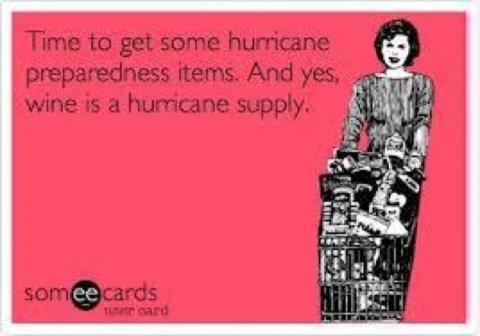 Time to get some hurricane
preparedness items. And yes,
wine is a hurricane supply.
someecards
user card